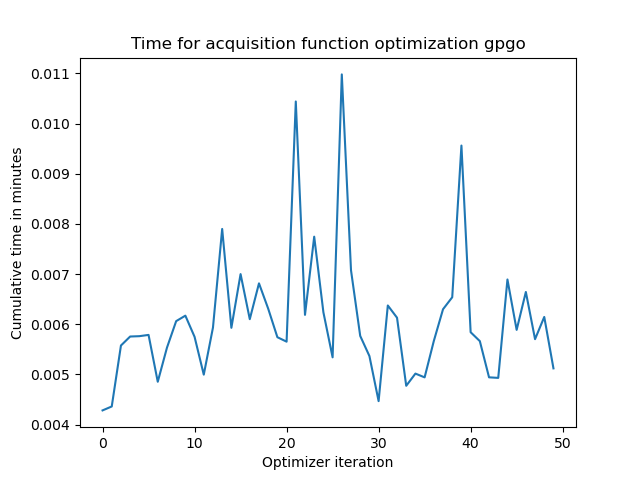 Time for acquisition function optimization gpgo
0.011
0.010
0.009
0.008
0.007
0.006
0.005
0.004
Cumulative time in minutes
0 10 20 30 40 50
Optimizer iteration